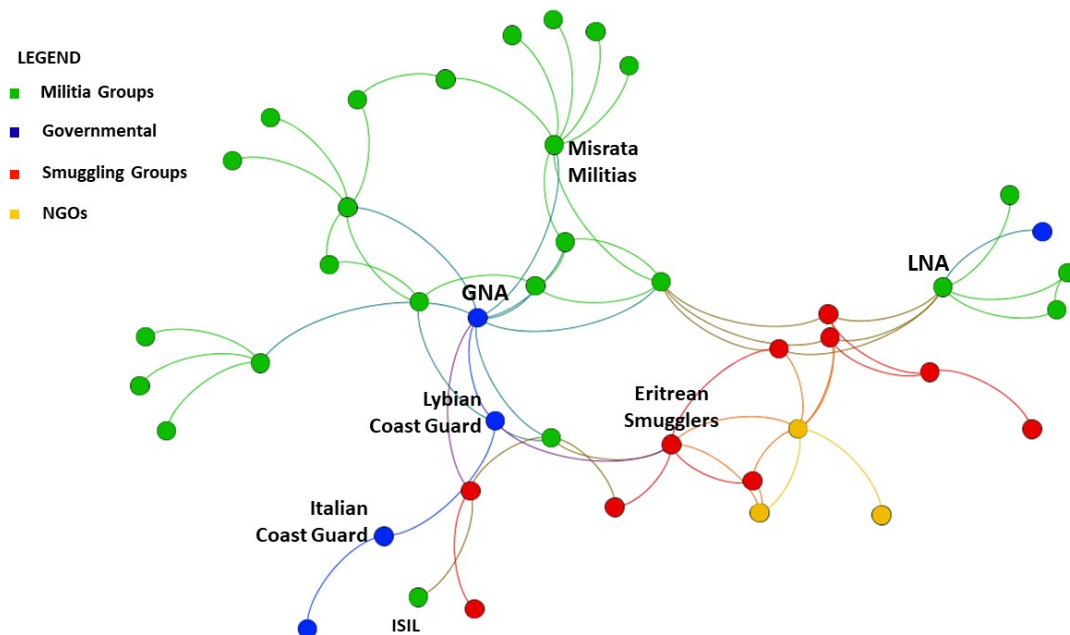 LEGEND
Militia Groups
Governmental
Smuggling Groups
NGOs
Misrata
Militias
LNA
GNA
Lybian
Coast Guard
Eritrean
Smugglers
Italian
Coast Guard
ISIL